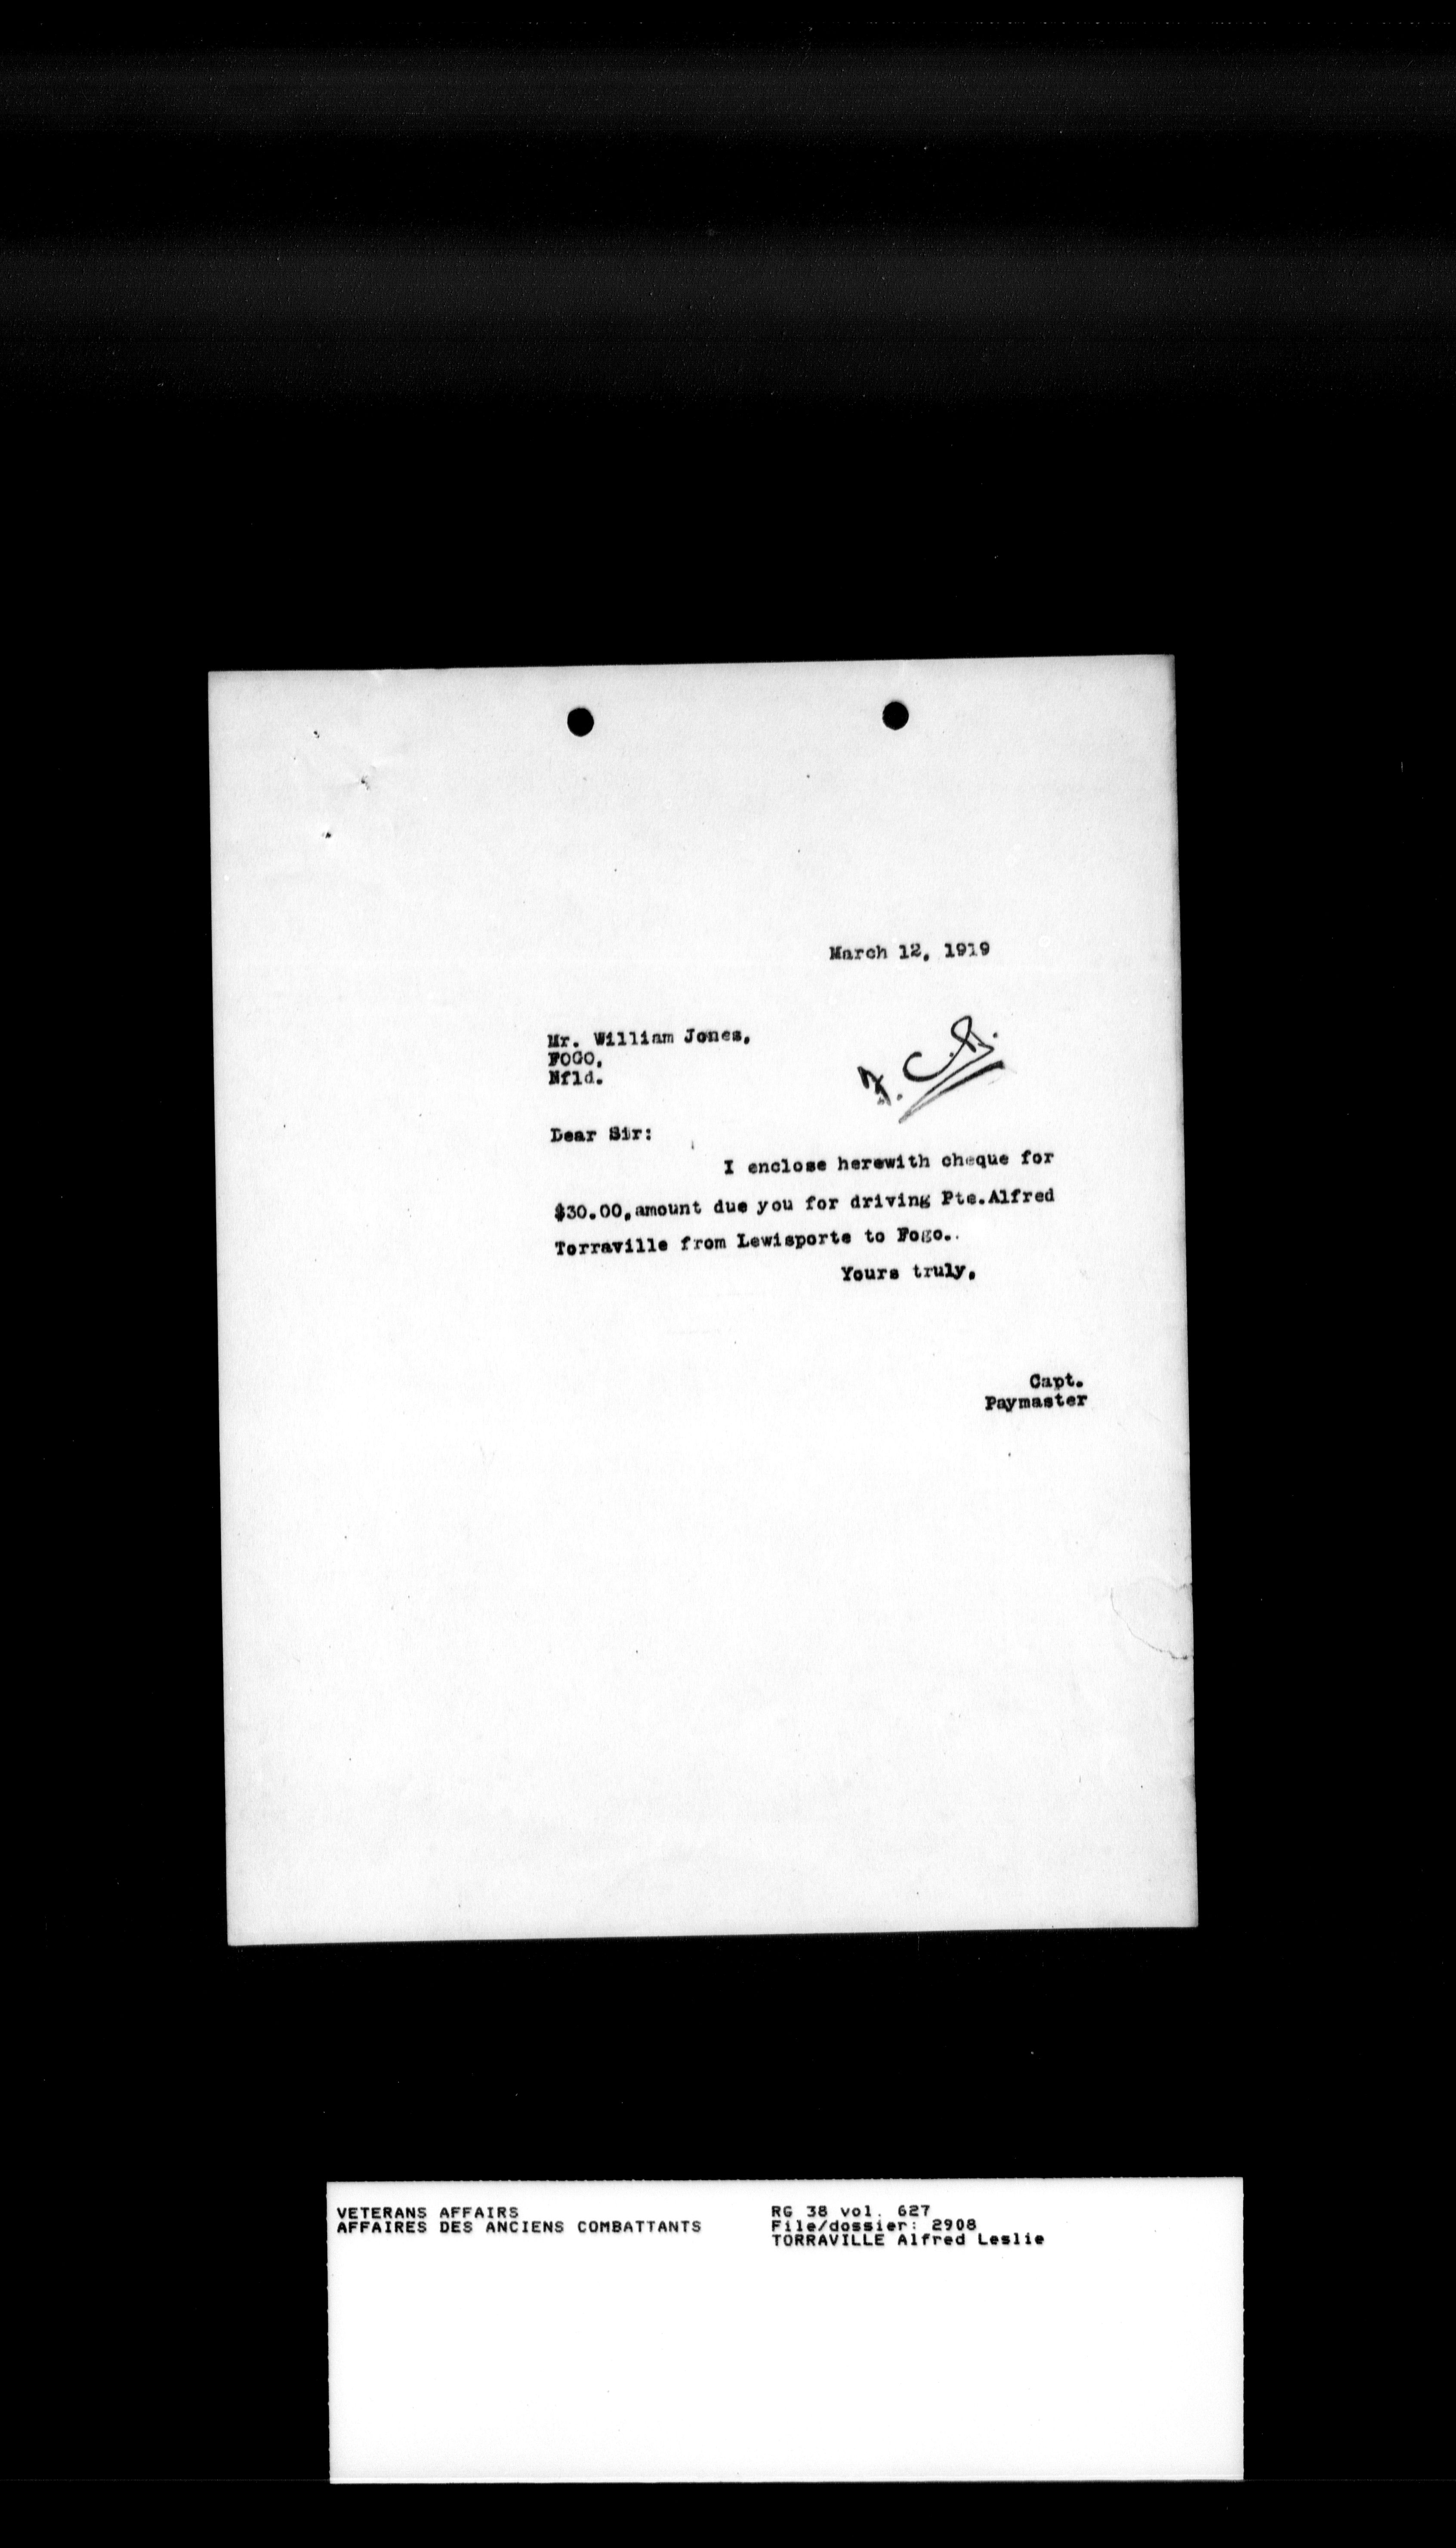 March 12, 1919
Mr. William Jones,
FOGO,
Nfld.
Dear Sir:
I enclose herewith cheque for
$30.00,amount due you for driving Pte.Alfred
Torraville from Lewisporte to Fogo..
Yours truly,
Capt.
Paymaster
VETERANS AFFAIRS
AFFAIRES DES ANCIENS COMBATTANTS
RG 38 vol. 627
File/dossier: 2908
TORRAVILLE Alfred Leslie